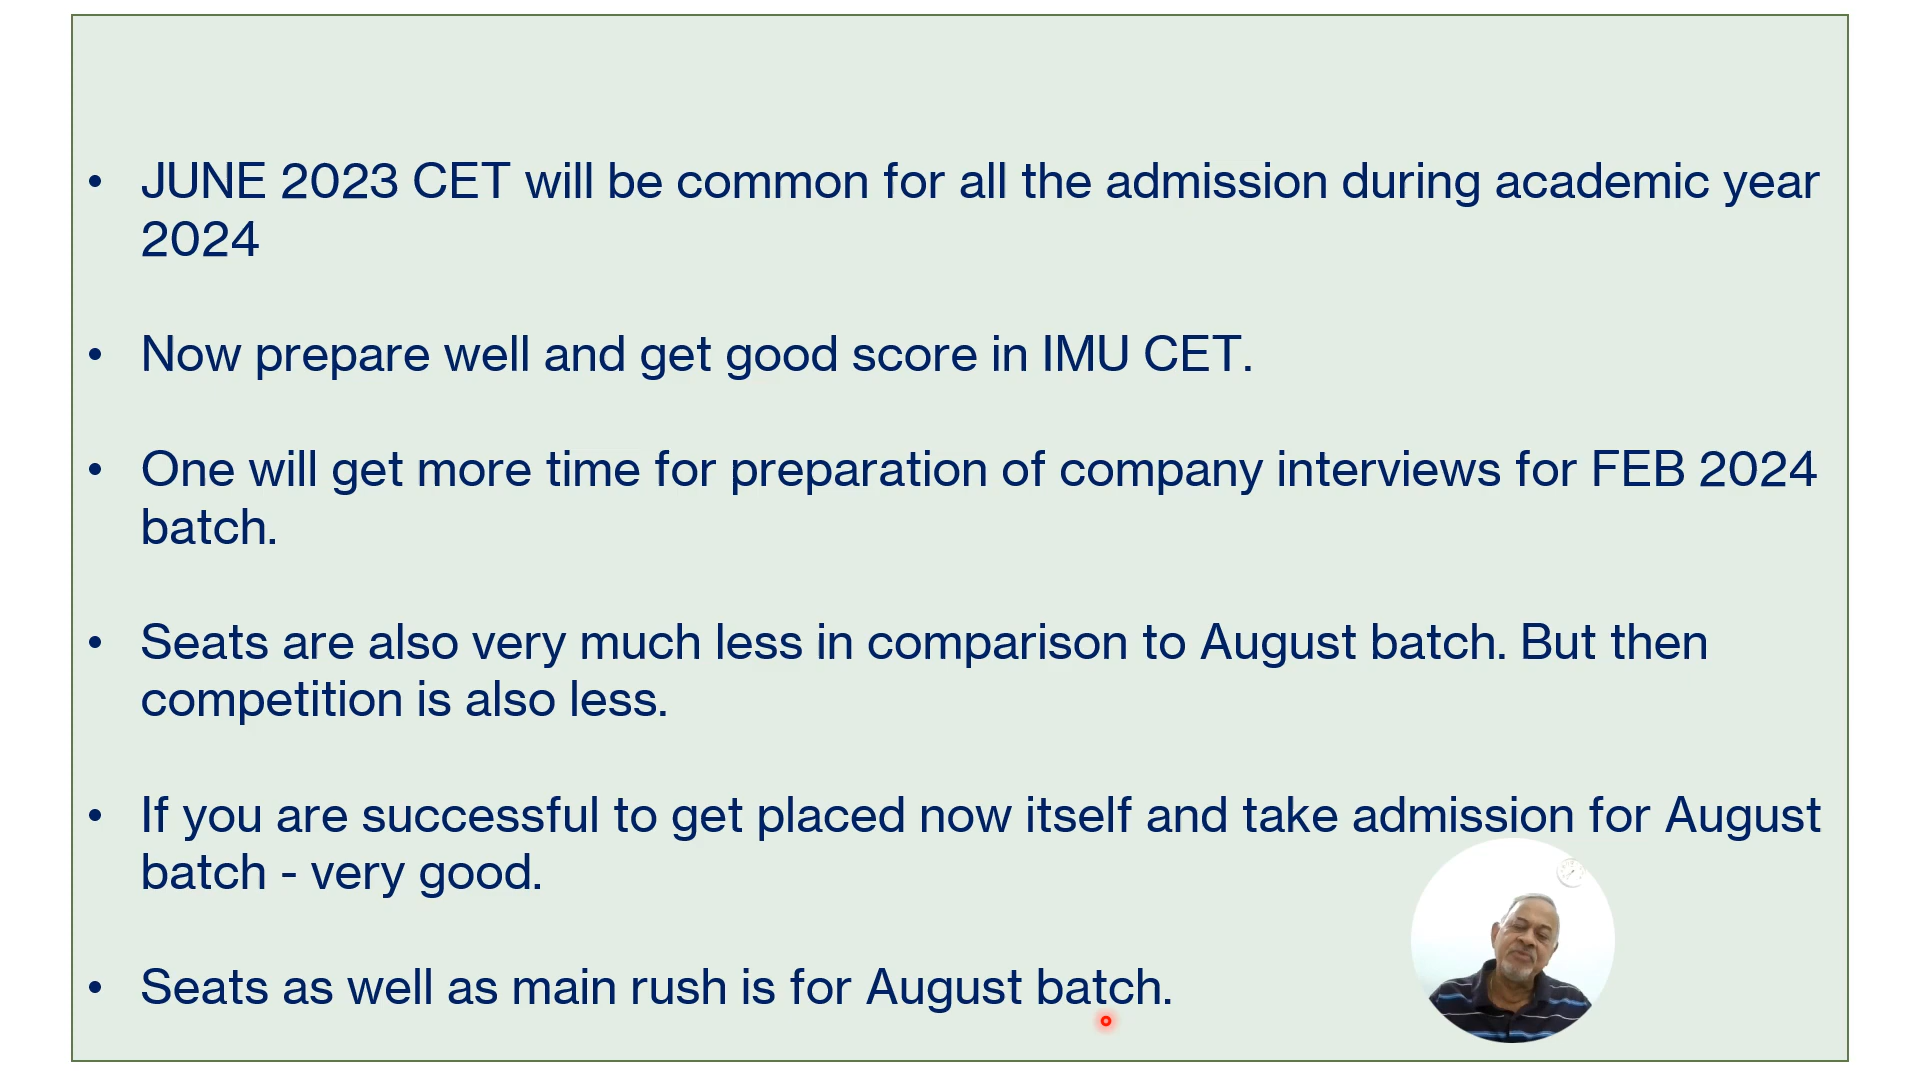 • JUNE 2023 CET will be common for all the admission during academic year
2024
• Now prepare well and get good score in IMU CET.
• One will get more time for preparation of company interviews for FEB 2024
batch.
• Seats are also very much less in comparison to August batch. But then
competition is also less.
• If you are successful to get placed now itself and take admission for August
batch - very good.
• Seats as well as main rush is for August batch.